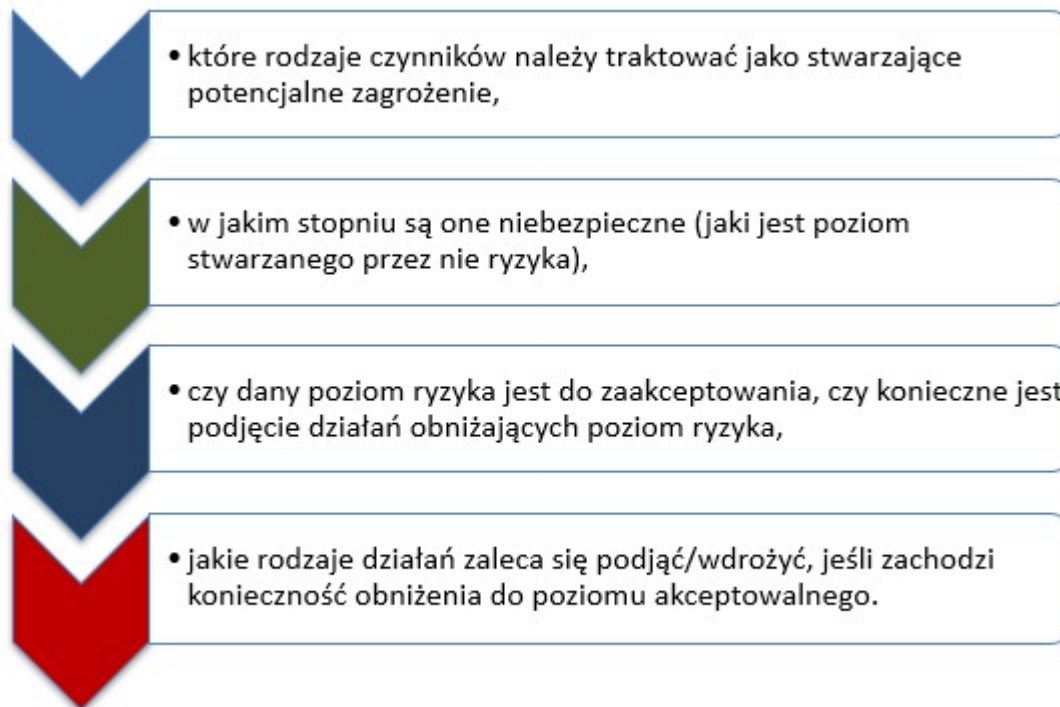 • które rodzaje czynników należy traktować jako stwarzające
potencjalne zagrożenie,
• w jakim stopniu są one niebezpieczne (jaki jest poziom
stwarzanego przez nie ryzyka),
• czy dany poziom ryzyka jest do zaakceptowania, czy konieczne jest
podjęcie działań obniżających poziom ryzyka,
• jakie rodzaje działań zaleca się podjąć/wdrożyć, jeśli zachodzi
konieczność obniżenia do poziomu akceptowalnego.